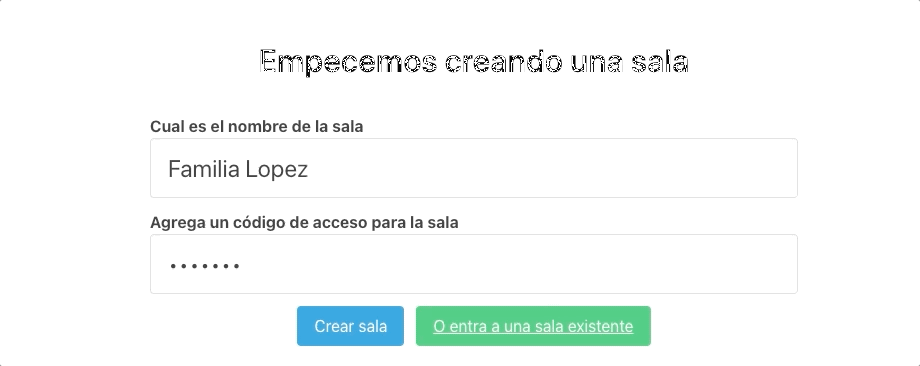 Empecemos creando una sala
Cual es el nombre de la sala
Familia Lopez
Agrega un código de acceso para la sala
•••••••
Crear sala
O entra a una sala existente